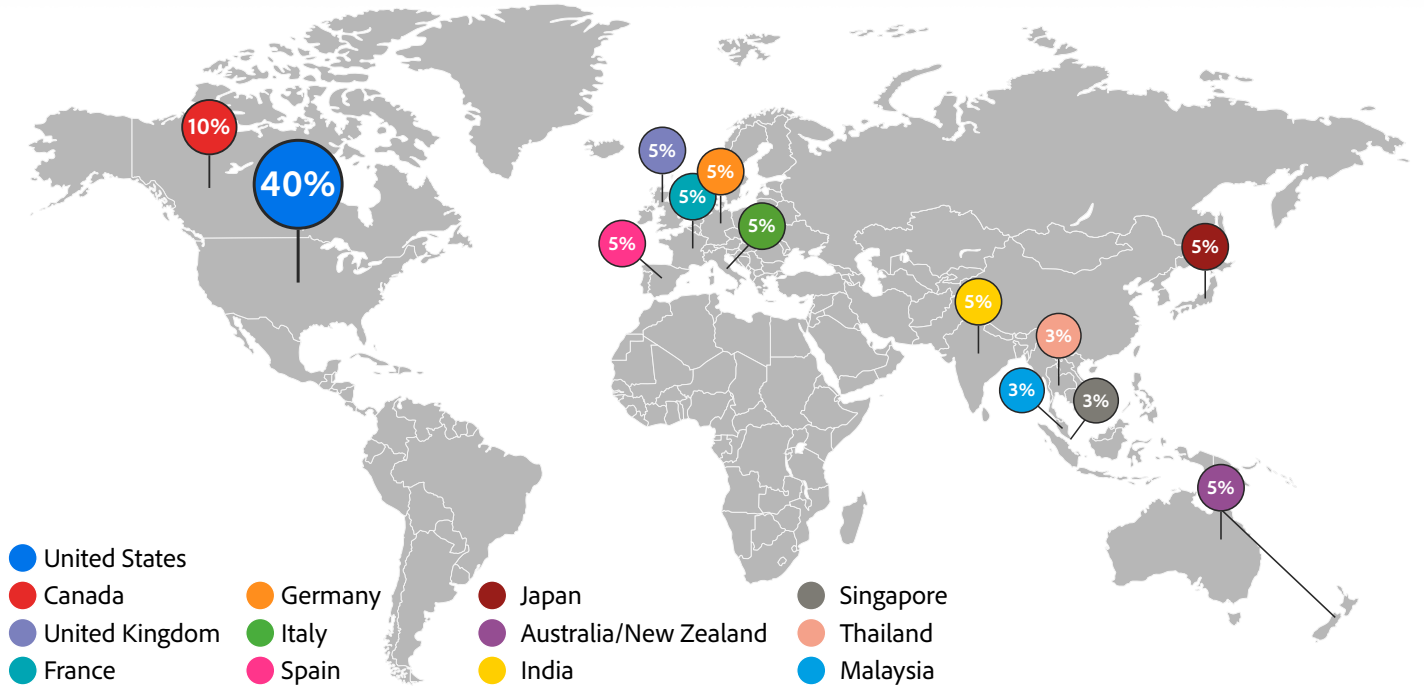 10%
40%
5%
5%
5%
5%
5%
5%
5%
3%
3%
3%
5%
United States
Canada
United Kingdom
France
Germany
Italy
Spain
Japan
Australia/New Zealand
India
Singapore
Thailand
Malaysia